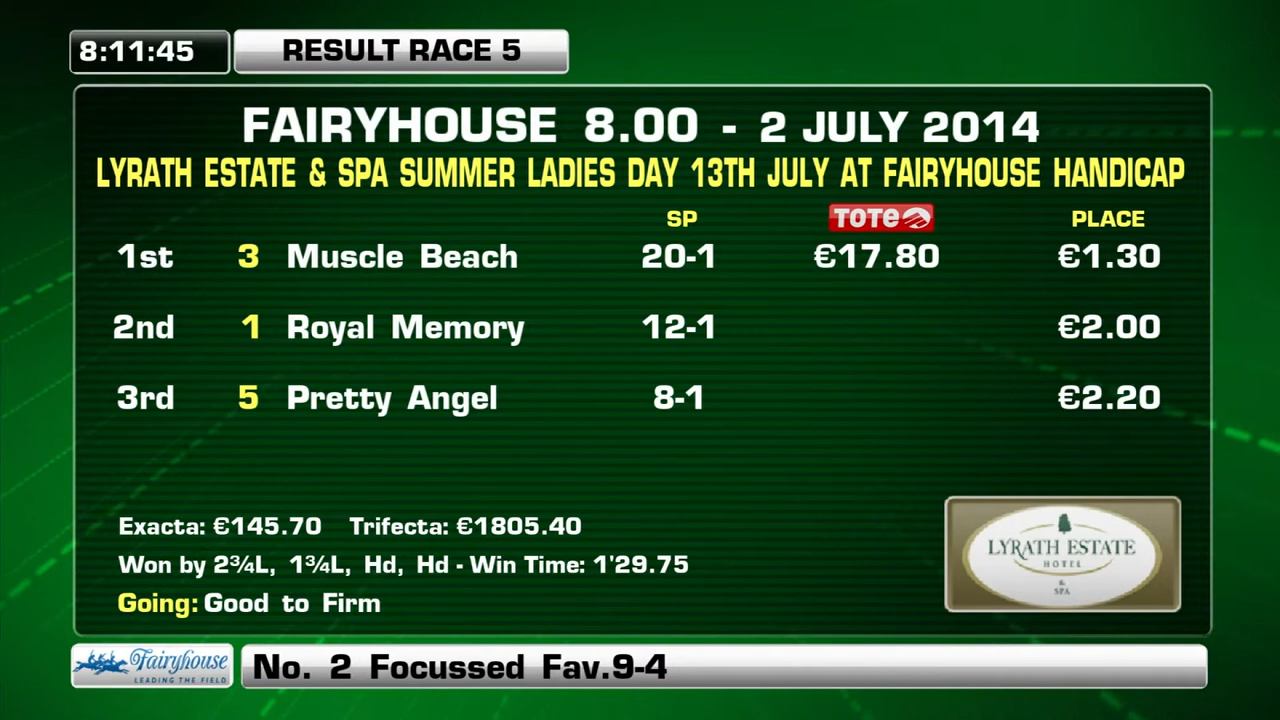 8:11:45 RESULT RACE 5
FAIRYHOUSE 8.00 - 2 JULY 2014
LYRATH ESTATE & SPA SUMMER LADIES DAY 13TH JULY AT FAIRYHOUSE HANDICAP
SP TOTE PLACE
1st 3 Muscle Beach 20-1 €17.80 €1.30
2nd 1 Royal Memory 12-1 €2.00
3rd 5 Pretty Angel 8-1 €2.20
Exacta: €145.70 Trifecta: €1805.40
Won by 2¾L, 1¾L, Hd, Hd - Win Time: 1'29.75
Going: Good to Firm
LYRATH ESTATE
HOTEL
&
SPA
Fairyhouse
LEADING THE FIELD
No. 2 Focussed Fav.9-4